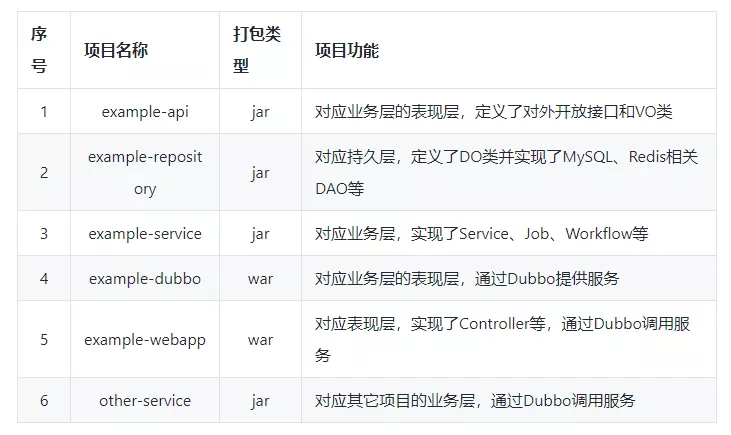 序号 项目名称 打包类型 项目功能
1 example-api jar 对应业务层的表现层，定义了对外开放接口和VO类
2 example-repository jar 对应持久层，定义了DO类并实现了MySQL、Redis相关
DAO等
3 example-service jar 对应业务层，实现了Service、Job、Workflow等
4 example-dubbo war 对应业务层的表现层，通过Dubbo提供服务
5 example-webapp war 对应表现层，实现了Controller等，通过Dubbo调用服
务
6 other-service jar 对应其它项目的业务层，通过Dubbo调用服务